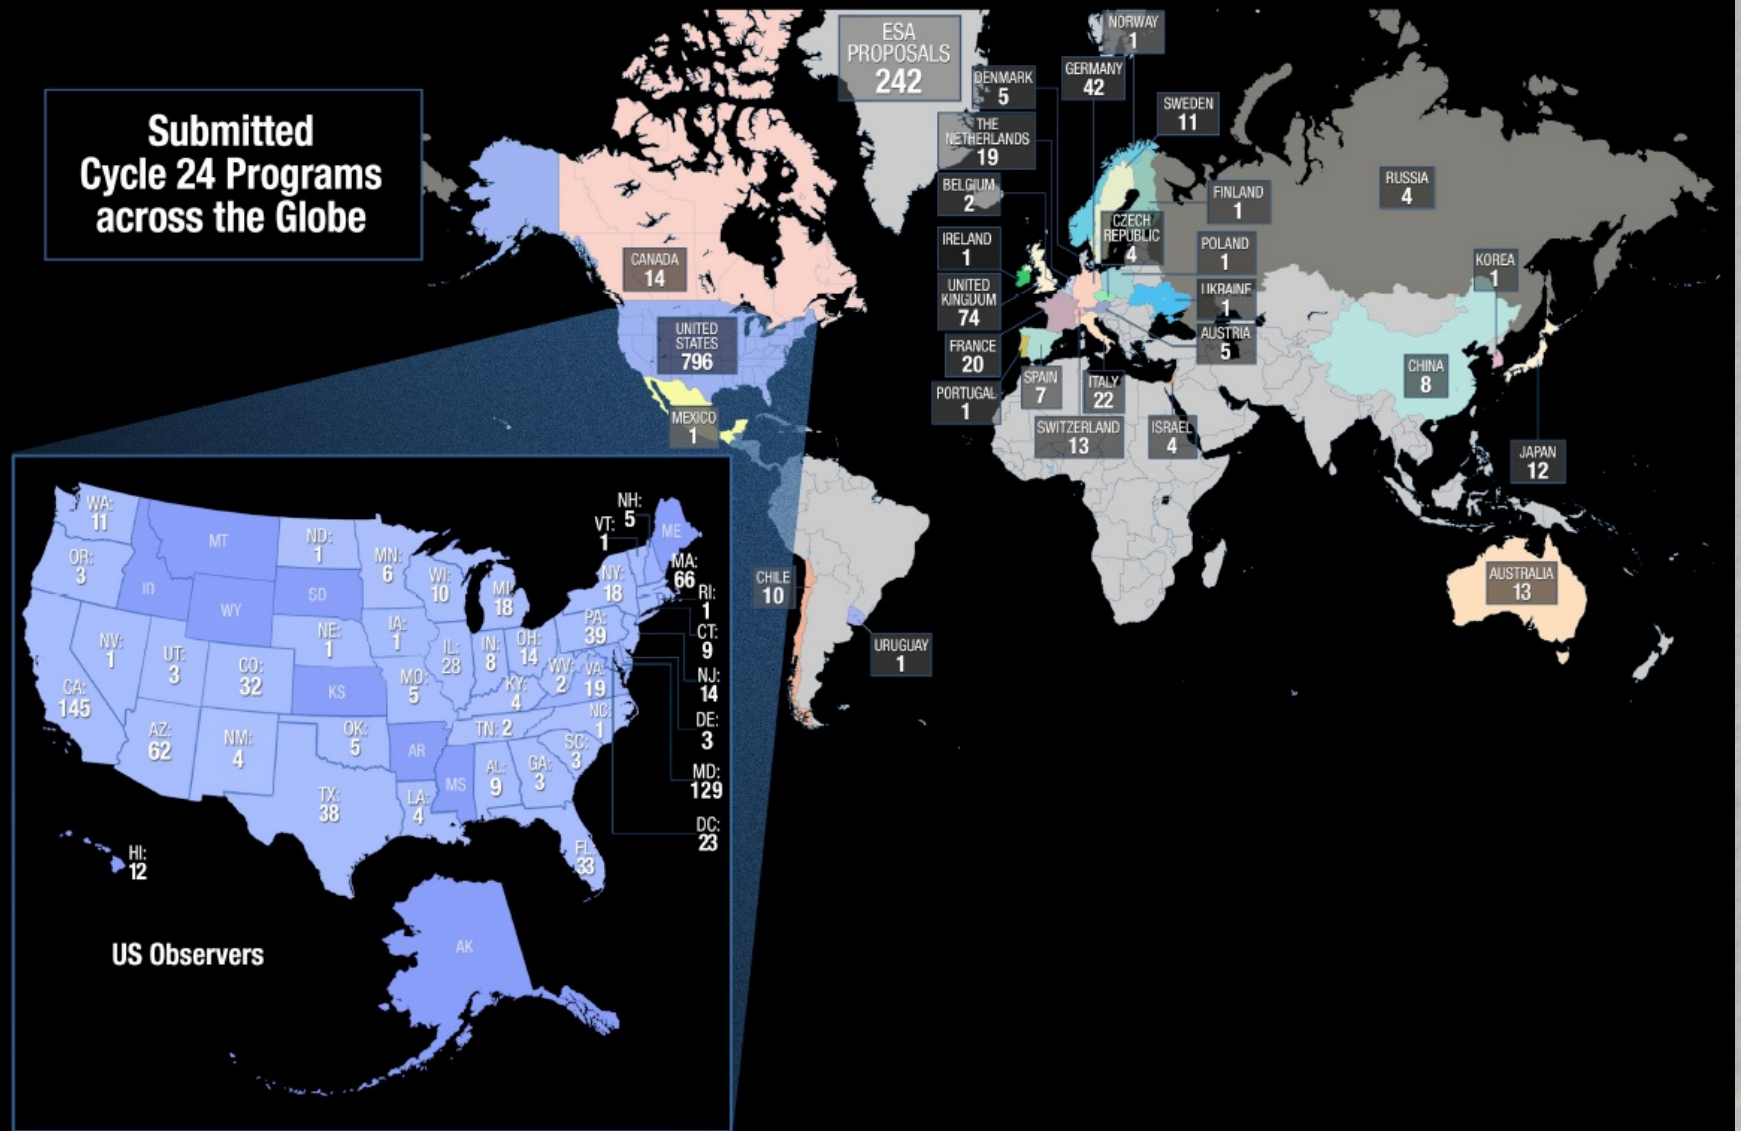 Submitted
Cycle 24 Programs
across the Globe
ESA
PROPOSALS
242
NORWAY
1
DENMARK
5
GERMANY
42
SWEDEN
11
THE
NETHERLANDS
19
BELGIUM
2
FINLAND
1
RUSSIA
4
CZECH
REPUBLIC
4
IRELAND
1
POLAND
1
KOREA
1
CANADA
14
UNITED
KINGDOM
74
UKRAINE
1
UNITED
STATES
796
FRANCE
20
AUSTRIA
5
CHINA
8
PORTUGAL
1
SPAIN
7
ITALY
22
MEXICO
1
SWITZERLAND
13
ISRAEL
4
JAPAN
12
CHILE
10
AUSTRALIA
13
URUGUAY
1
WA:
11
OR:
3
MT
ID
WY
ND:
1
SD
MN:
6
WI:
10
MI:
18
NH:
5
VT:
1
ME
NY:
18
MA:
66
RI:
1
CT:
9
NJ:
14
DE:
3
MD:
129
DC:
23
NV:
1
UT:
3
CO:
32
NE:
1
IA:
1
IL:
28
IN:
8
OH:
14
PA:
39
WV:
2
VA:
19
CA:
145
KS
MO:
5
KY:
4
NC:
1
AZ:
62
NM:
4
OK:
5
AR
TN: 2
SC:
3
TX:
38
LA:
4
MS
AL:
9
GA:
3
FL:
33
HI:
12
AK
US Observers